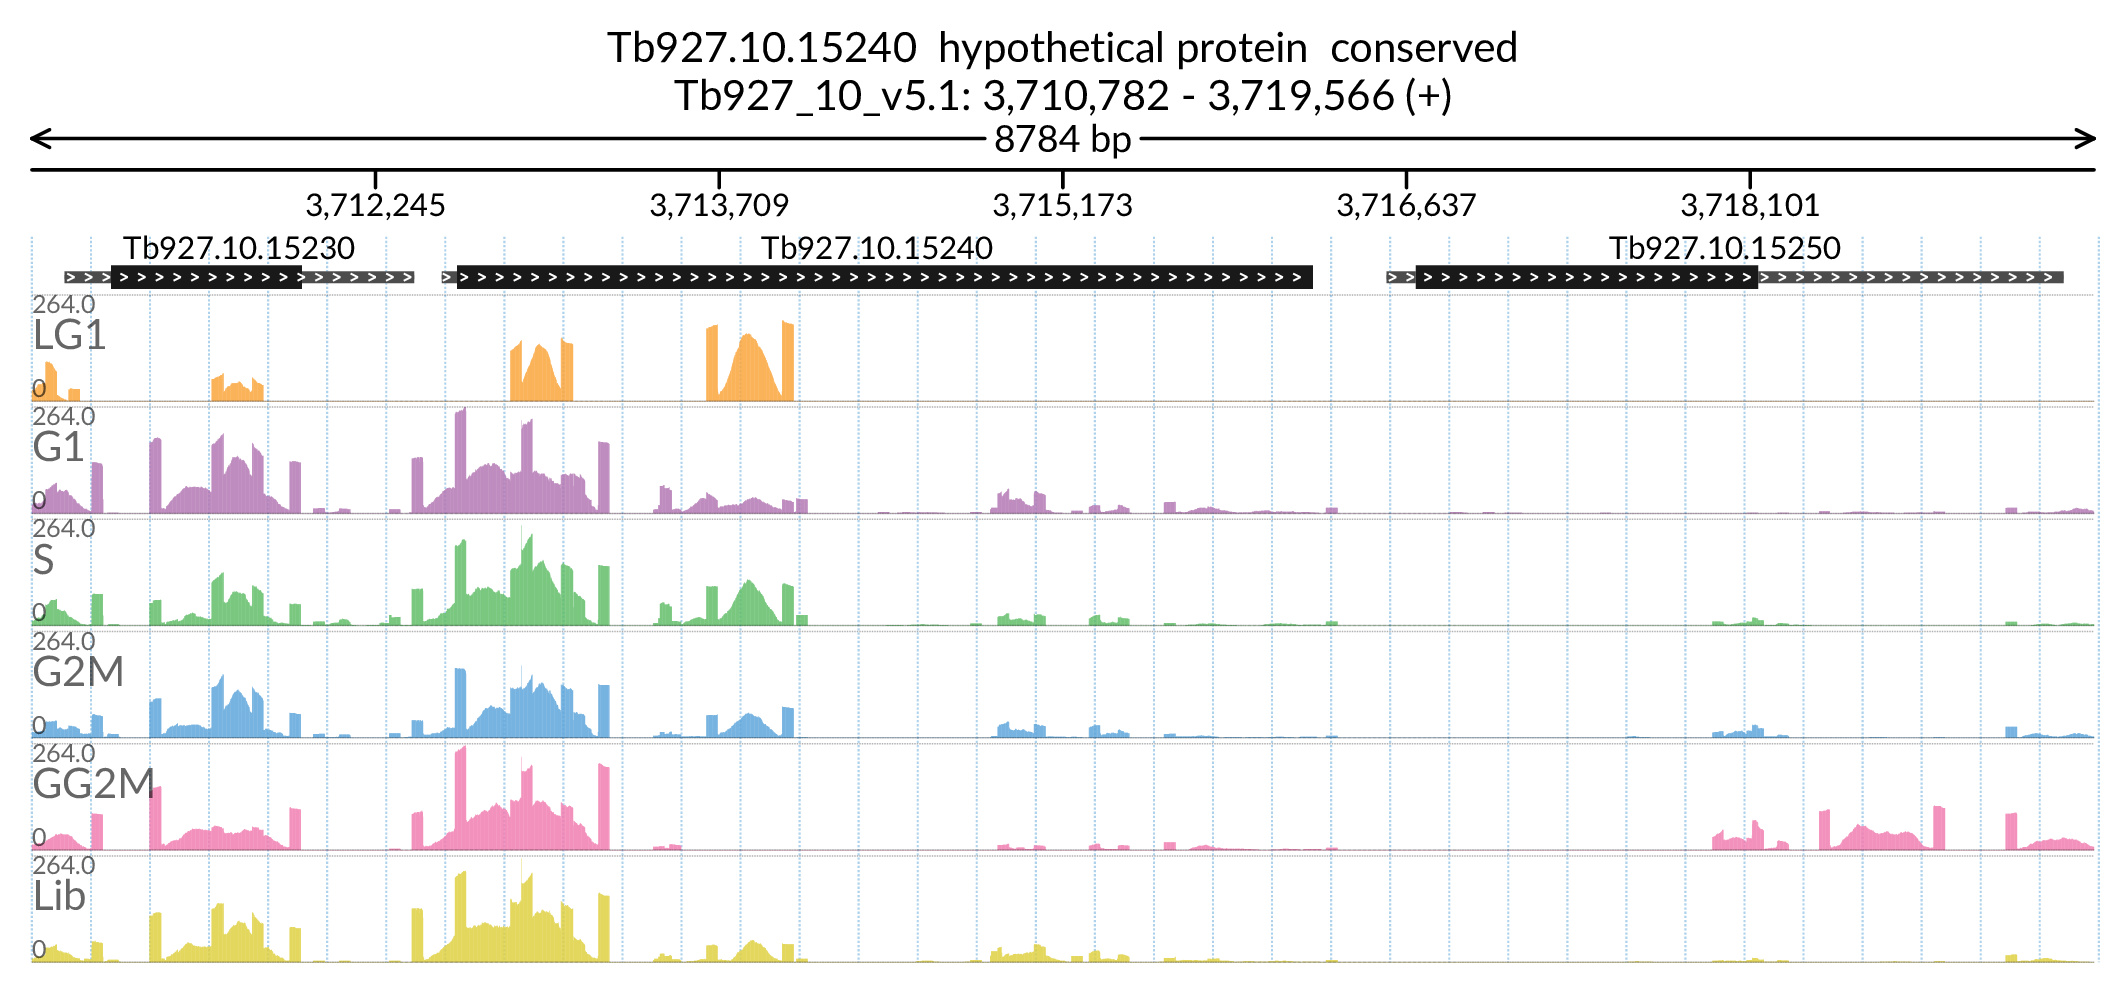 Tb927.10.15240 hypothetical protein conserved
Tb927_10_v5.1: 3,710,782 - 3,719,566 (+)
8784 bp
3,712,245 3,713,709 3,715,173 3,716,637 3,718,101
Tb927.10.15230 Tb927.10.15240 Tb927.10.15250
264.0
LG1
0
264.0
G1
0
264.0
S
0
264.0
G2M
0
264.0
GG2M
0
264.0
Lib
0